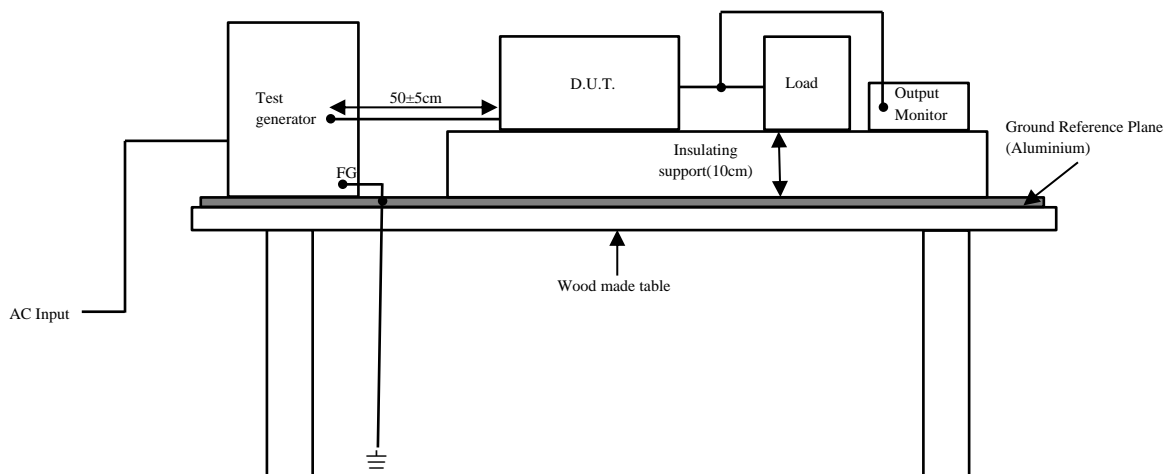 Test
generator
50±5cm
D.U.T.
Load
Output
Monitor
Ground Reference Plane
(Aluminium)
Insulating
support(10cm)
FG
Wood made table
AC Input